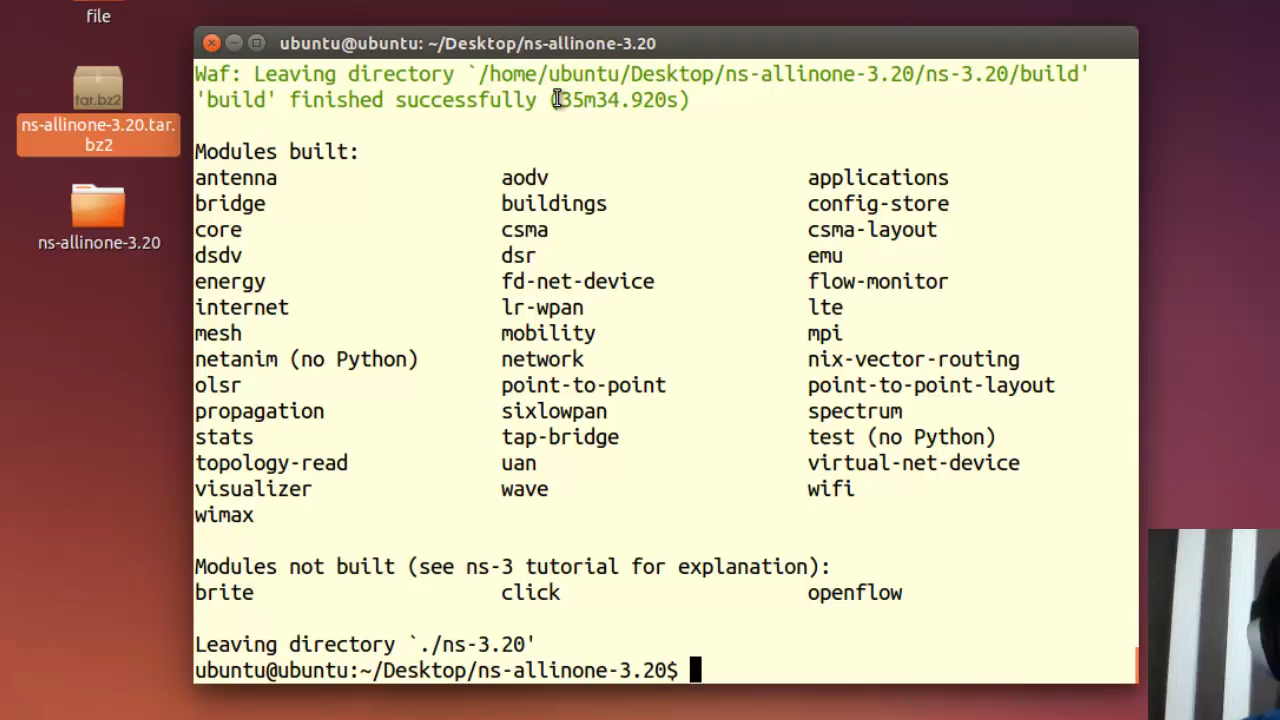 file
tar.bz2
ns-allinone-3.20.tar.
bz2
ns-allinone-3.20
ubuntu@ubuntu: ~/Desktop/ns-allinone-3.20
Waf: Leaving directory `/home/ubuntu/Desktop/ns-allinone-3.20/ns-3.20/build'
'build' finished successfully (35m34.920s)
Modules built:
antenna aodv applications
bridge buildings config-store
core csma csma-layout
dsdv dsr emu
energy fd-net-device flow-monitor
internet lr-wpan lte
mesh mobility mpi
netanim (no Python) network nix-vector-routing
olsr point-to-point point-to-point-layout
propagation sixlowpan spectrum
stats tap-bridge test (no Python)
topology-read uan virtual-net-device
visualizer wave wifi
wimax
Modules not built (see ns-3 tutorial for explanation):
brite click openflow
Leaving directory `./ns-3.20'
ubuntu@ubuntu:~/Desktop/ns-allinone-3.20$